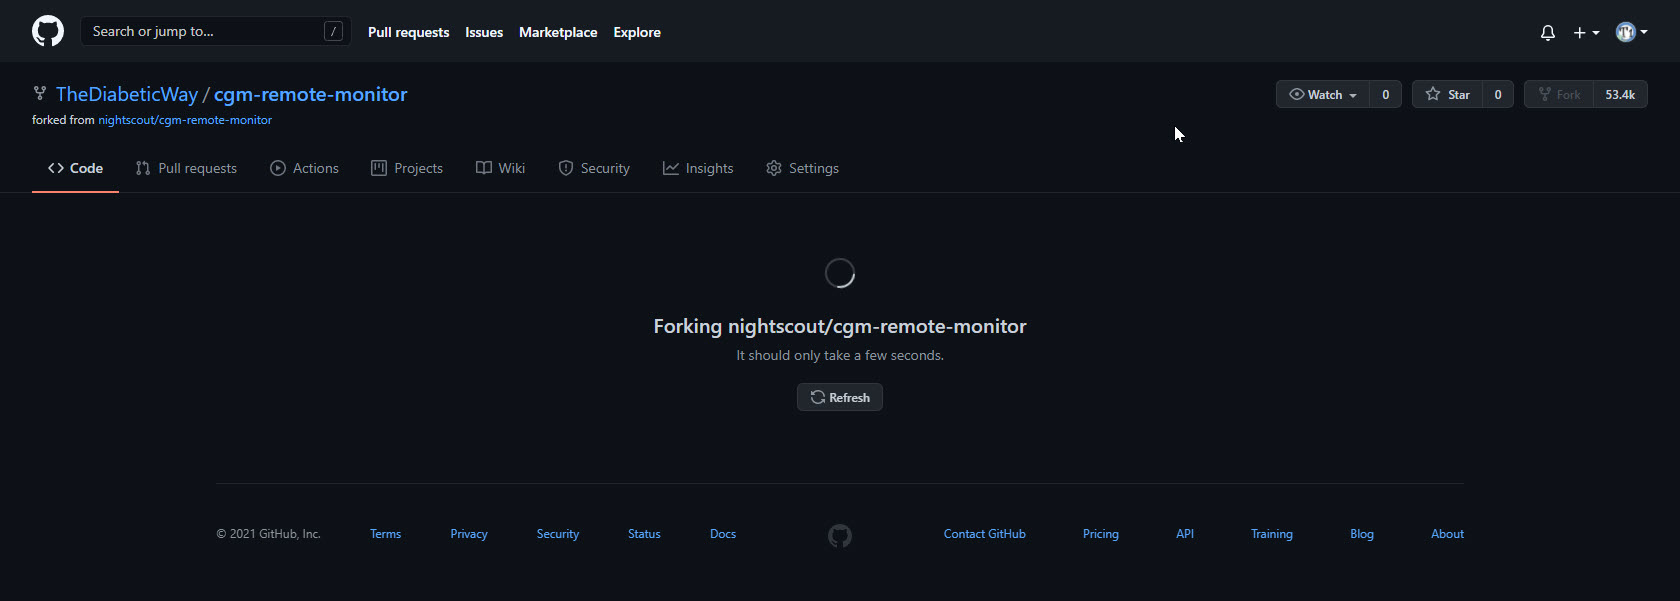 Search or jump to... / Pull requests Issues Marketplace Explore
TheDiabeticWay / cgm-remote-monitor Watch 0 Star 0 Fork 53.4k
forked from nightscout/cgm-remote-monitor
Code Pull requests Actions Projects Wiki Security Insights Settings
Forking nightscout/cgm-remote-monitor
It should only take a few seconds.
Refresh
© 2021 GitHub, Inc. Terms Privacy Security Status Docs Contact GitHub Pricing API Training Blog About